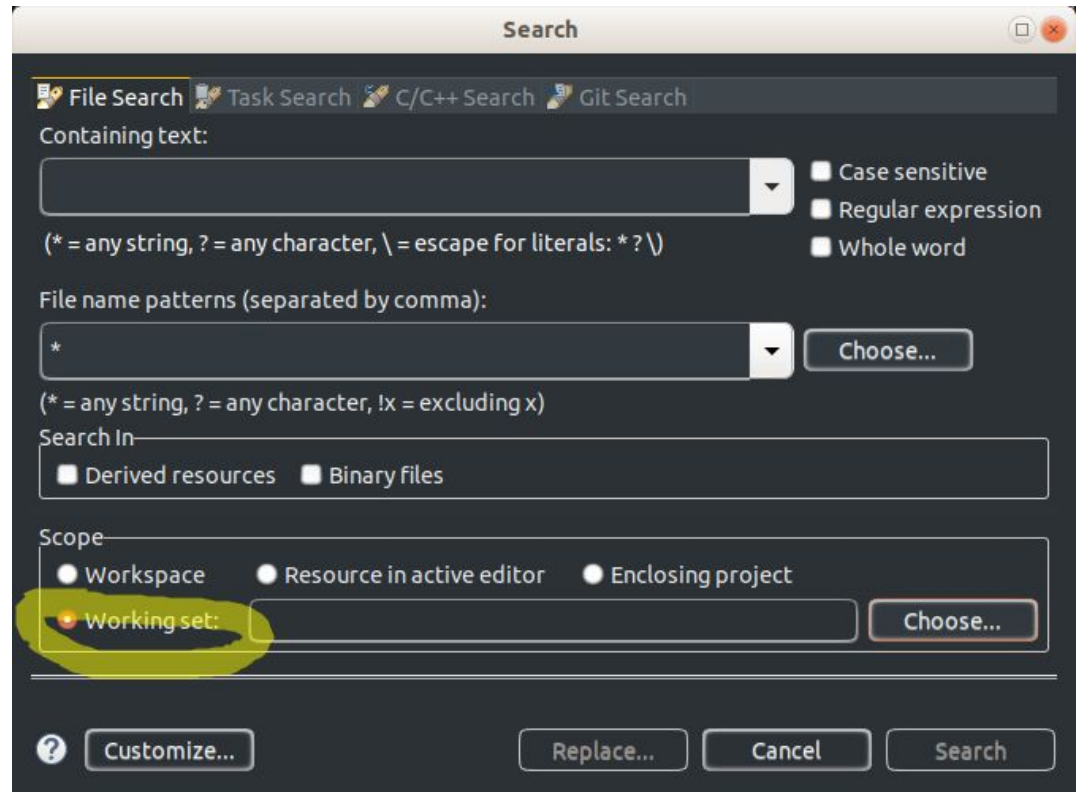 Search
File Search Task Search C/C++ Search Git Search
Containing text:
Case sensitive
Regular expression
(* = any string, ? = any character, \ = escape for literals: * ? \)
Whole word
File name patterns (separated by comma):
*
Choose...
(* = any string, ? = any character, !x = excluding x)
Search In
Derived resources Binary files
Scope
Workspace Resource in active editor Enclosing project
Working set: Choose...
? Customize... Replace... Cancel Search